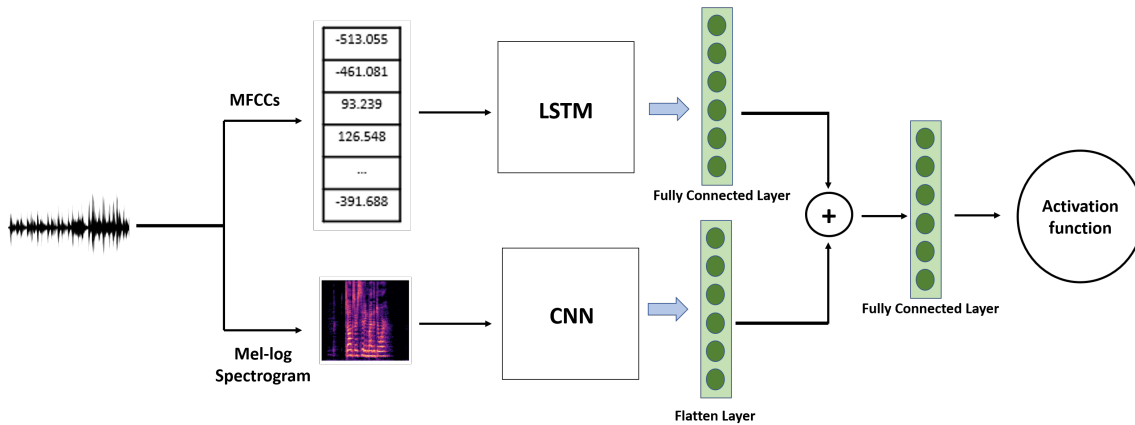 MFCCs
-513.055
-461.081
93.239
126.548
...
-391.688
LSTM
Fully Connected Layer
Mel-log
Spectrogram
CNN
Flatten Layer
+
Fully Connected Layer
Activation
function